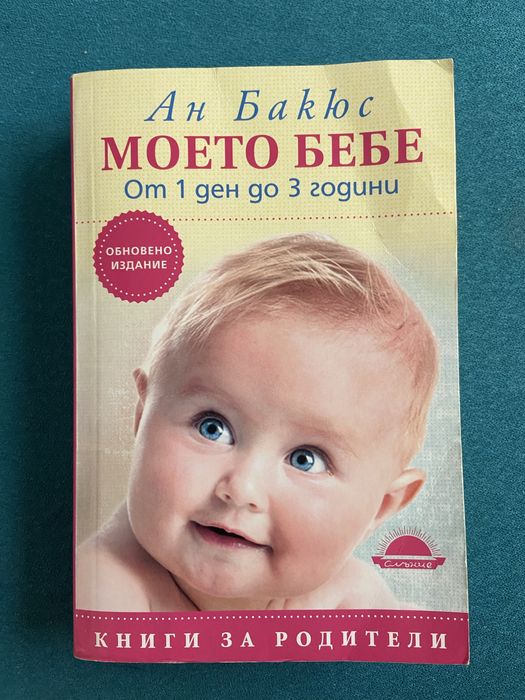 Ан Бакюс
МОЕТО БЕБЕ
От 1 ден до 3 години
ОБНОВЕНО
ИЗДАНИЕ
Слънце
КНИГИ ЗА РОДИТЕЛИ